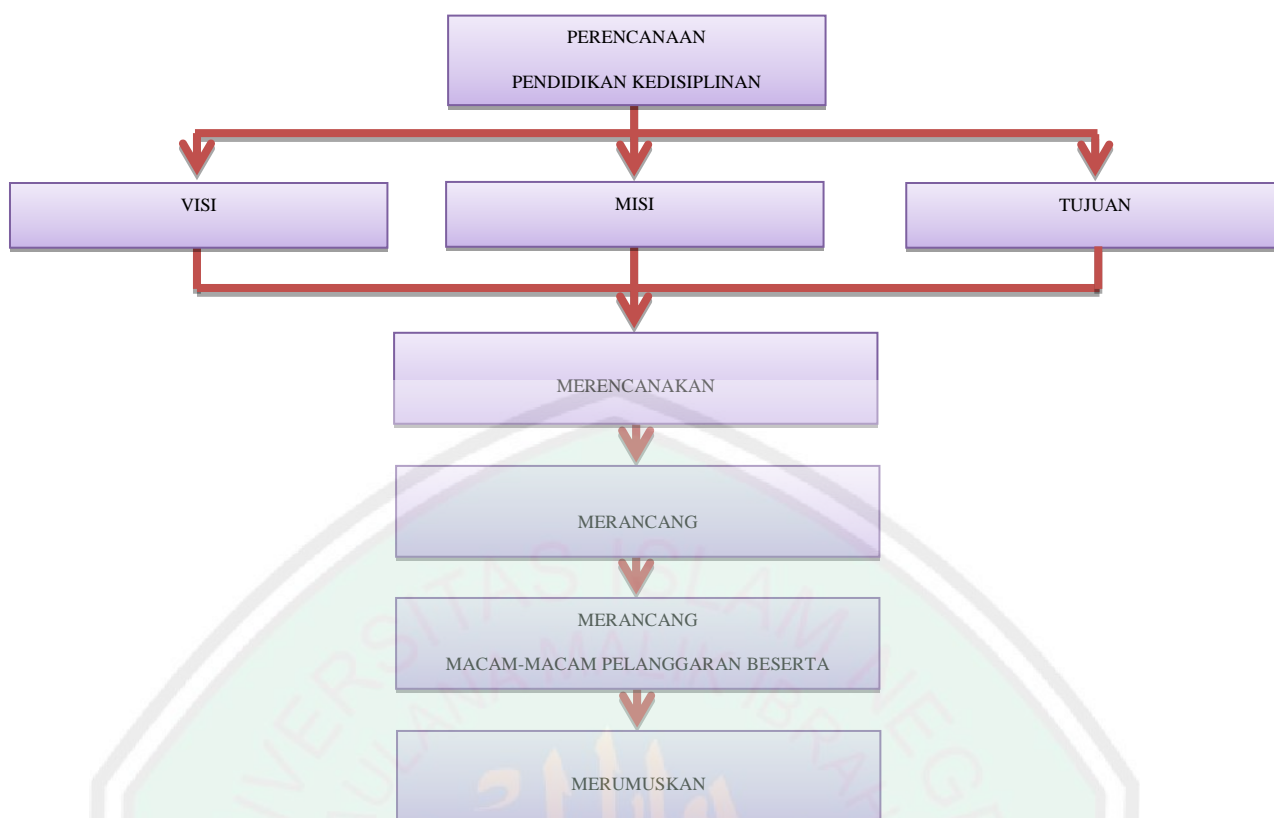 PERENCANAAN
PENDIDIKAN KEDISIPLINAN
VISI
MISI
TUJUAN
MERENCANAKAN
MERANCANG
MERANCANG
MACAM-MACAM PELANGGARAN BESERTA
MERUMUSKAN